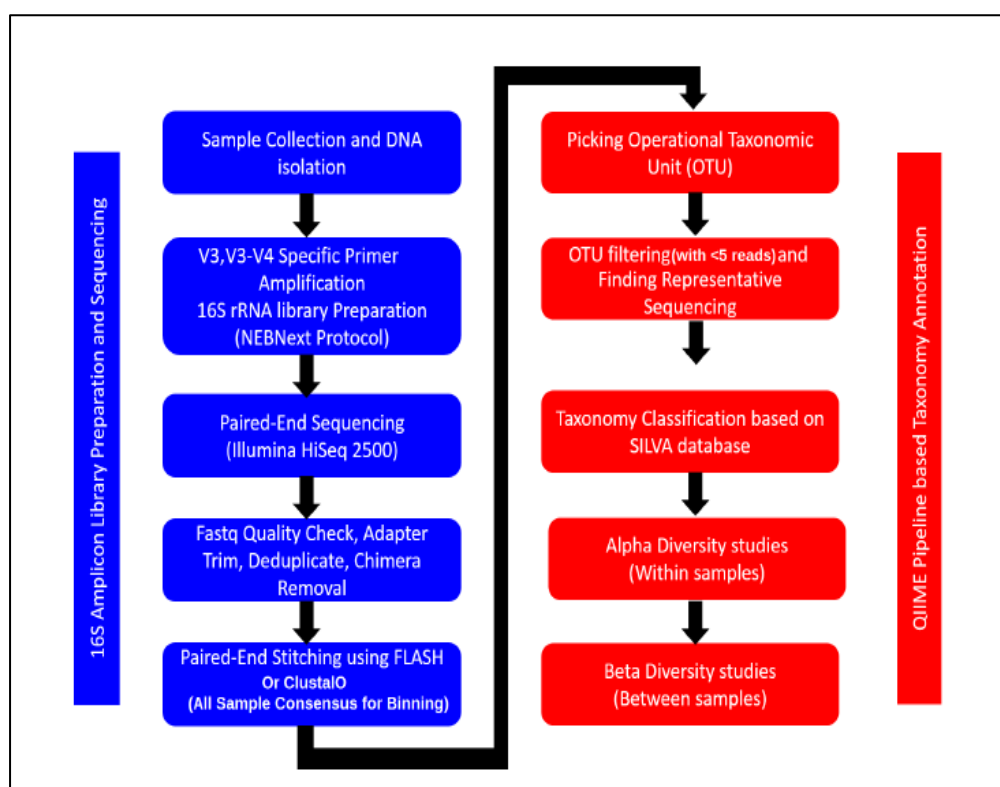 16S Amplicon Library Preparation and Sequencing
Sample Collection and DNA
isolation
V3,V3-V4 Specific Primer
Amplification
16S rRNA library Preparation
(NEBNext Protocol)
Paired-End Sequencing
(Illumina HiSeq 2500)
Fastq Quality Check, Adapter
Trim, Deduplicate, Chimera
Removal
Paired-End Stitching using FLASH
Or ClustalO
(All Sample Consensus for Binning)
Picking Operational Taxonomic
Unit (OTU)
OTU filtering(with <5 reads)and
Finding Representative
Sequencing
Taxonomy Classification based on
SILVA database
Alpha Diversity studies
(Within samples)
Beta Diversity studies
(Between samples)
QJIME Pipeline based Taxonomy Annotation